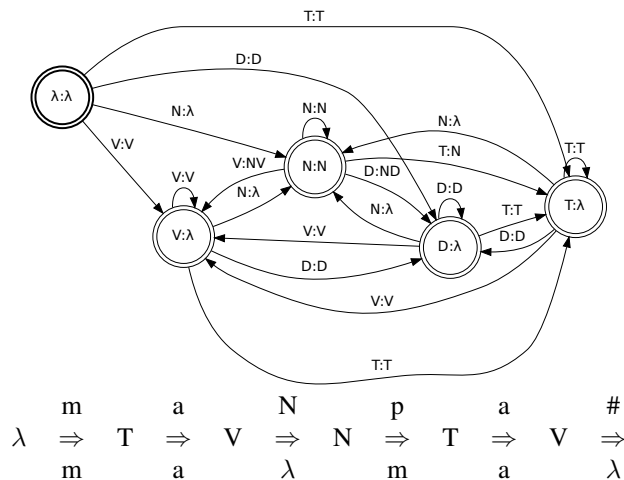 T:T
D:D
λ:λ
N:λ
N:N
N:λ
V:V
T:N
T:T
V:V
V:NV
D:ND
D:D
N:λ
N:N
T:λ
N:λ
T:T
V:λ
V:V
D:λ
D:D
D:D
V:V
T:T
m a N p a #
λ ⇒ T ⇒ V ⇒ N ⇒ T ⇒ V ⇒
m a λ m a λ